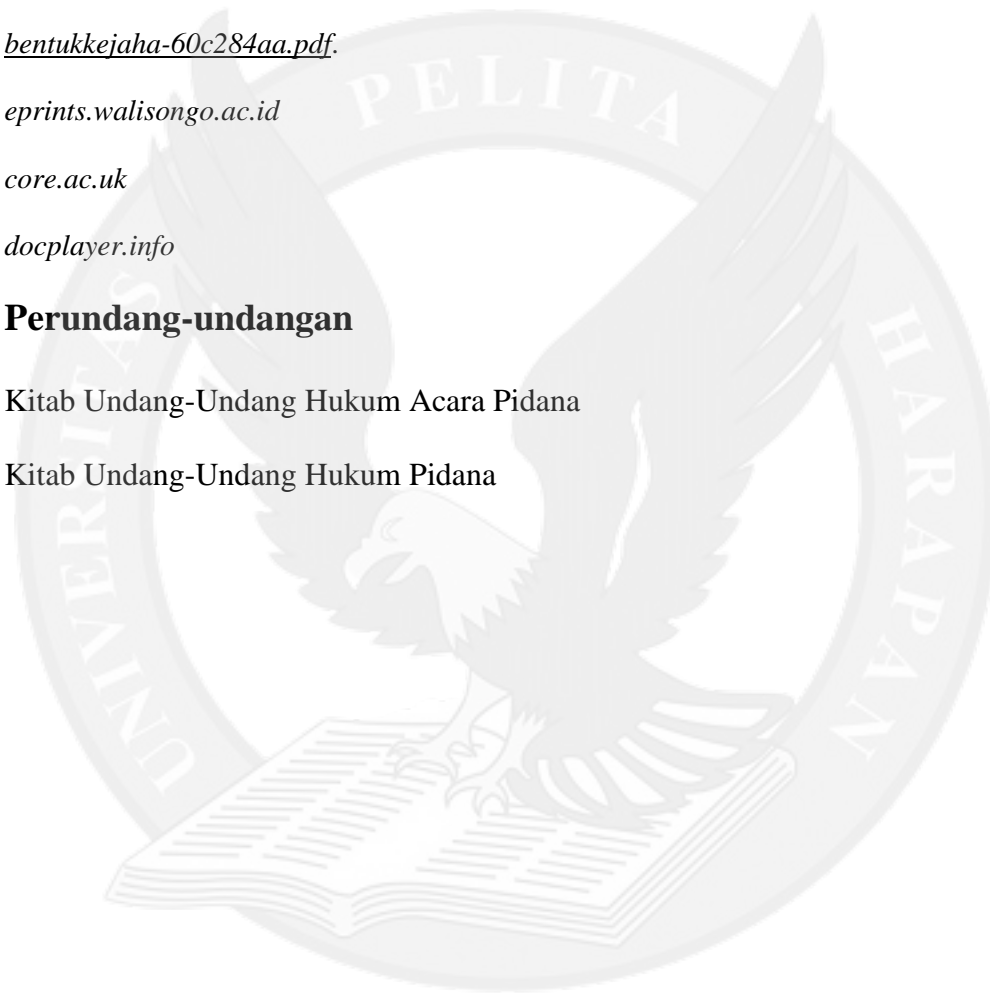 bentukkejaha-60c284aa.pdf.
eprints.walisongo.ac.id
core.ac.uk
docplayer.info
Perundang-undangan
Kitab Undang-Undang Hukum Acara Pidana
Kitab Undang-Undang Hukum Pidana
UNIVERSITAS PELITA HARAPAN